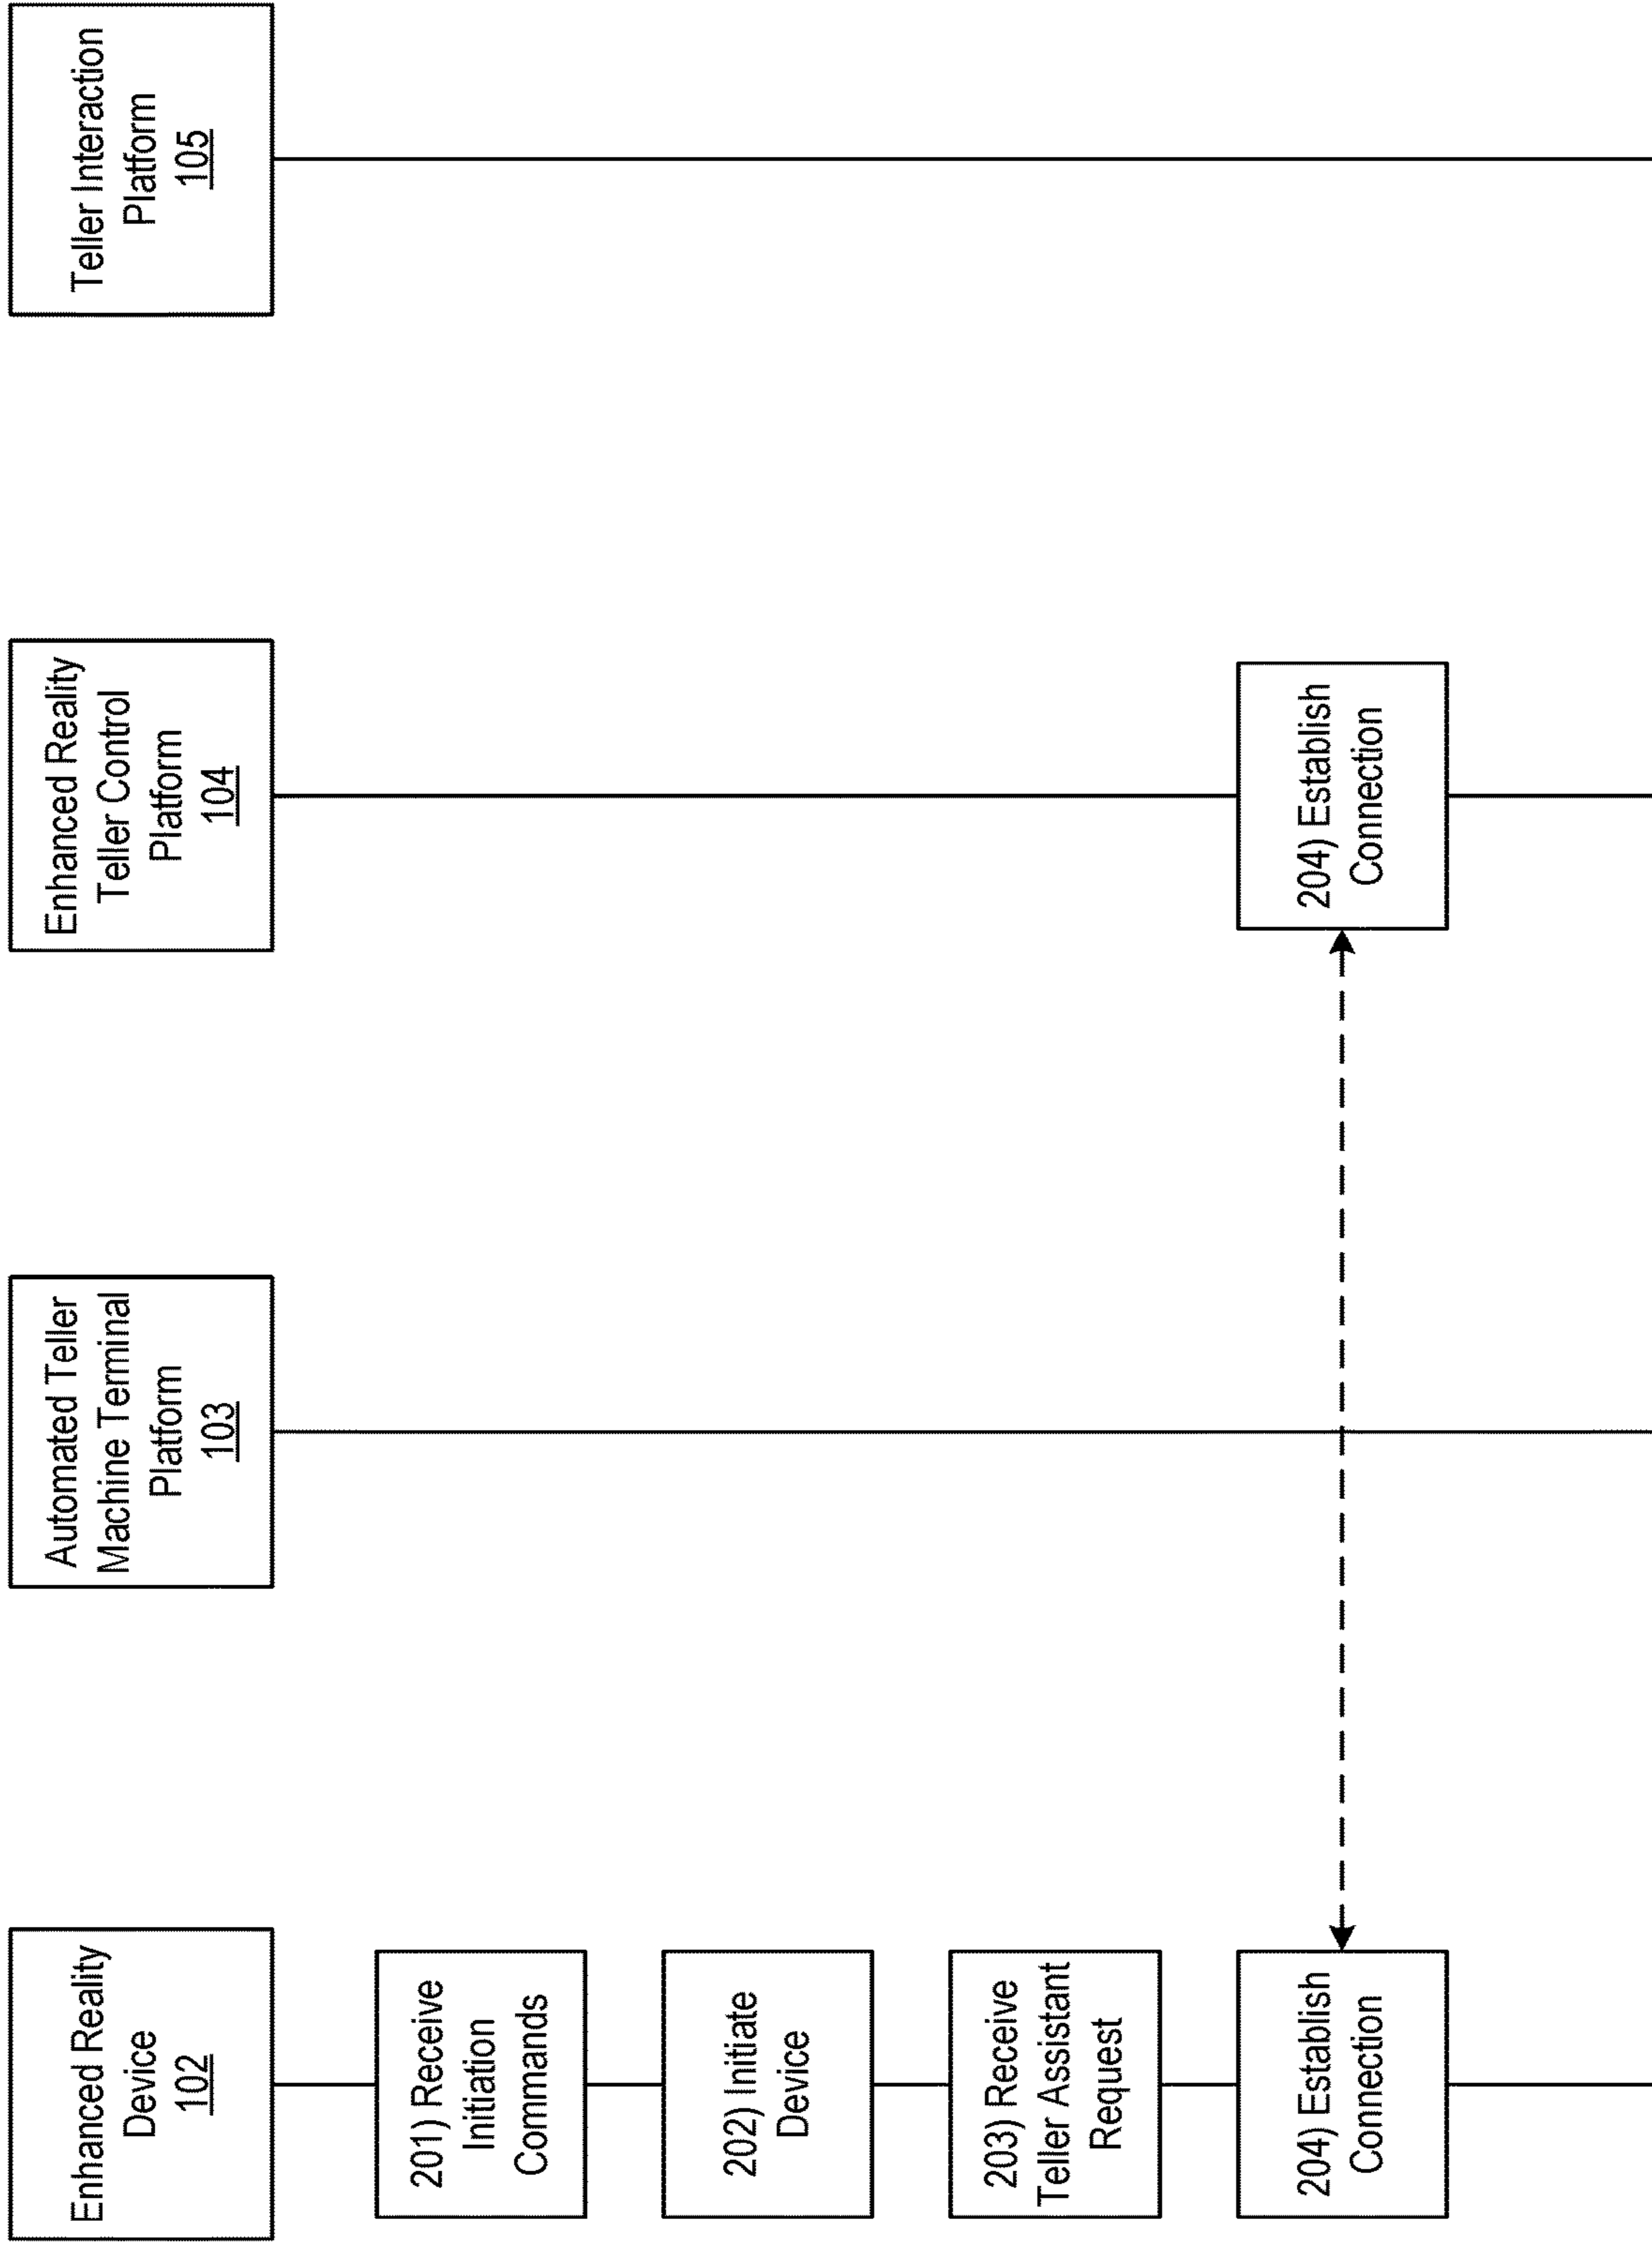 Enhanced Reality
Device
102
Automated Teller
Machine Terminal
Platform
103
Enhanced Reality
Teller Control
Platform
104
Teller Interaction
Platform
105
201) Receive
Initiation
Commands
202) Initiate
Device
203) Receive
Teller Assistant
Request
204) Establish
Connection
204) Establish
Connection